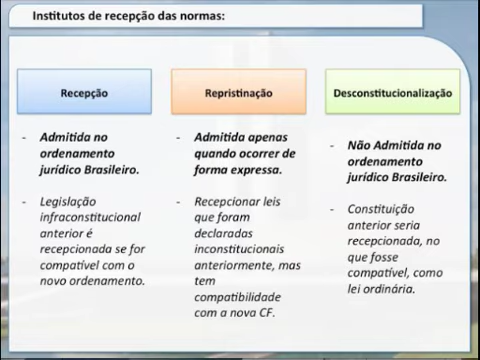 Institutos de recepção das normas:
Recepção
- Admitida no
ordenamento
jurídico Brasileiro.
- Legislação
infraconstitucional
anterior é
recepcionada se for
compatível com o
novo ordenamento.
Repristinação
- Admitida apenas
quando ocorrer de
forma expressa.
- Recepcionar leis
que foram
declaradas
inconstitucionais
anteriormente, mas
tem
compatibilidade
com a nova CF.
Desconstitucionalização
- Não Admitida no
ordenamento
jurídico Brasileiro.
- Constituição
anterior seria
recepcionada, no
que fosse
compatível, como
lei ordinária.